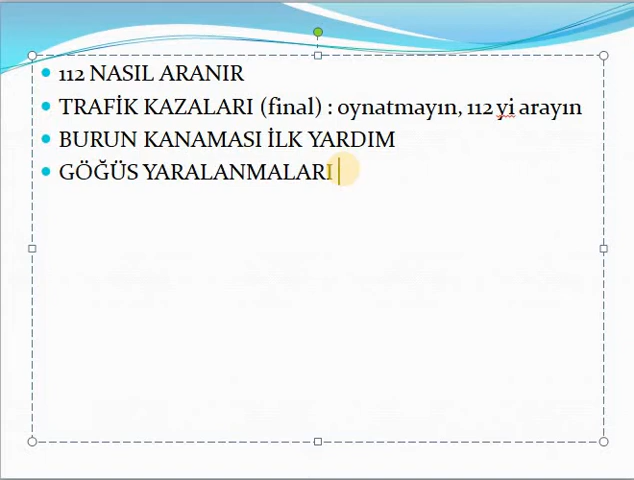 112 NASIL ARANIR
TRAFİK KAZALARI (final) : oynatmayın, 112 yi arayın
BURUN KANAMASI İLK YARDIM
GÖĞÜS YARALANMALARI